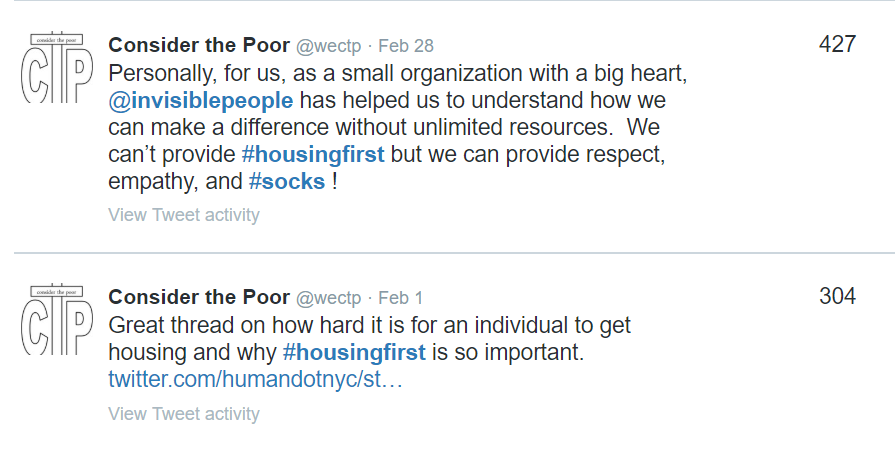 consider the poor
CTP
Consider the Poor @wectp · Feb 28
427
Personally, for us, as a small organization with a big heart,
@invisiblepeople has helped us to understand how we
can make a difference without unlimited resources.  We
can’t provide #housingfirst but we can provide respect,
empathy, and #socks !
View Tweet activity
consider the poor
CTP
Consider the Poor @wectp · Feb 1
304
Great thread on how hard it is for an individual to get
housing and why #housingfirst is so important.
twitter.com/humandotnyc/st…
View Tweet activity